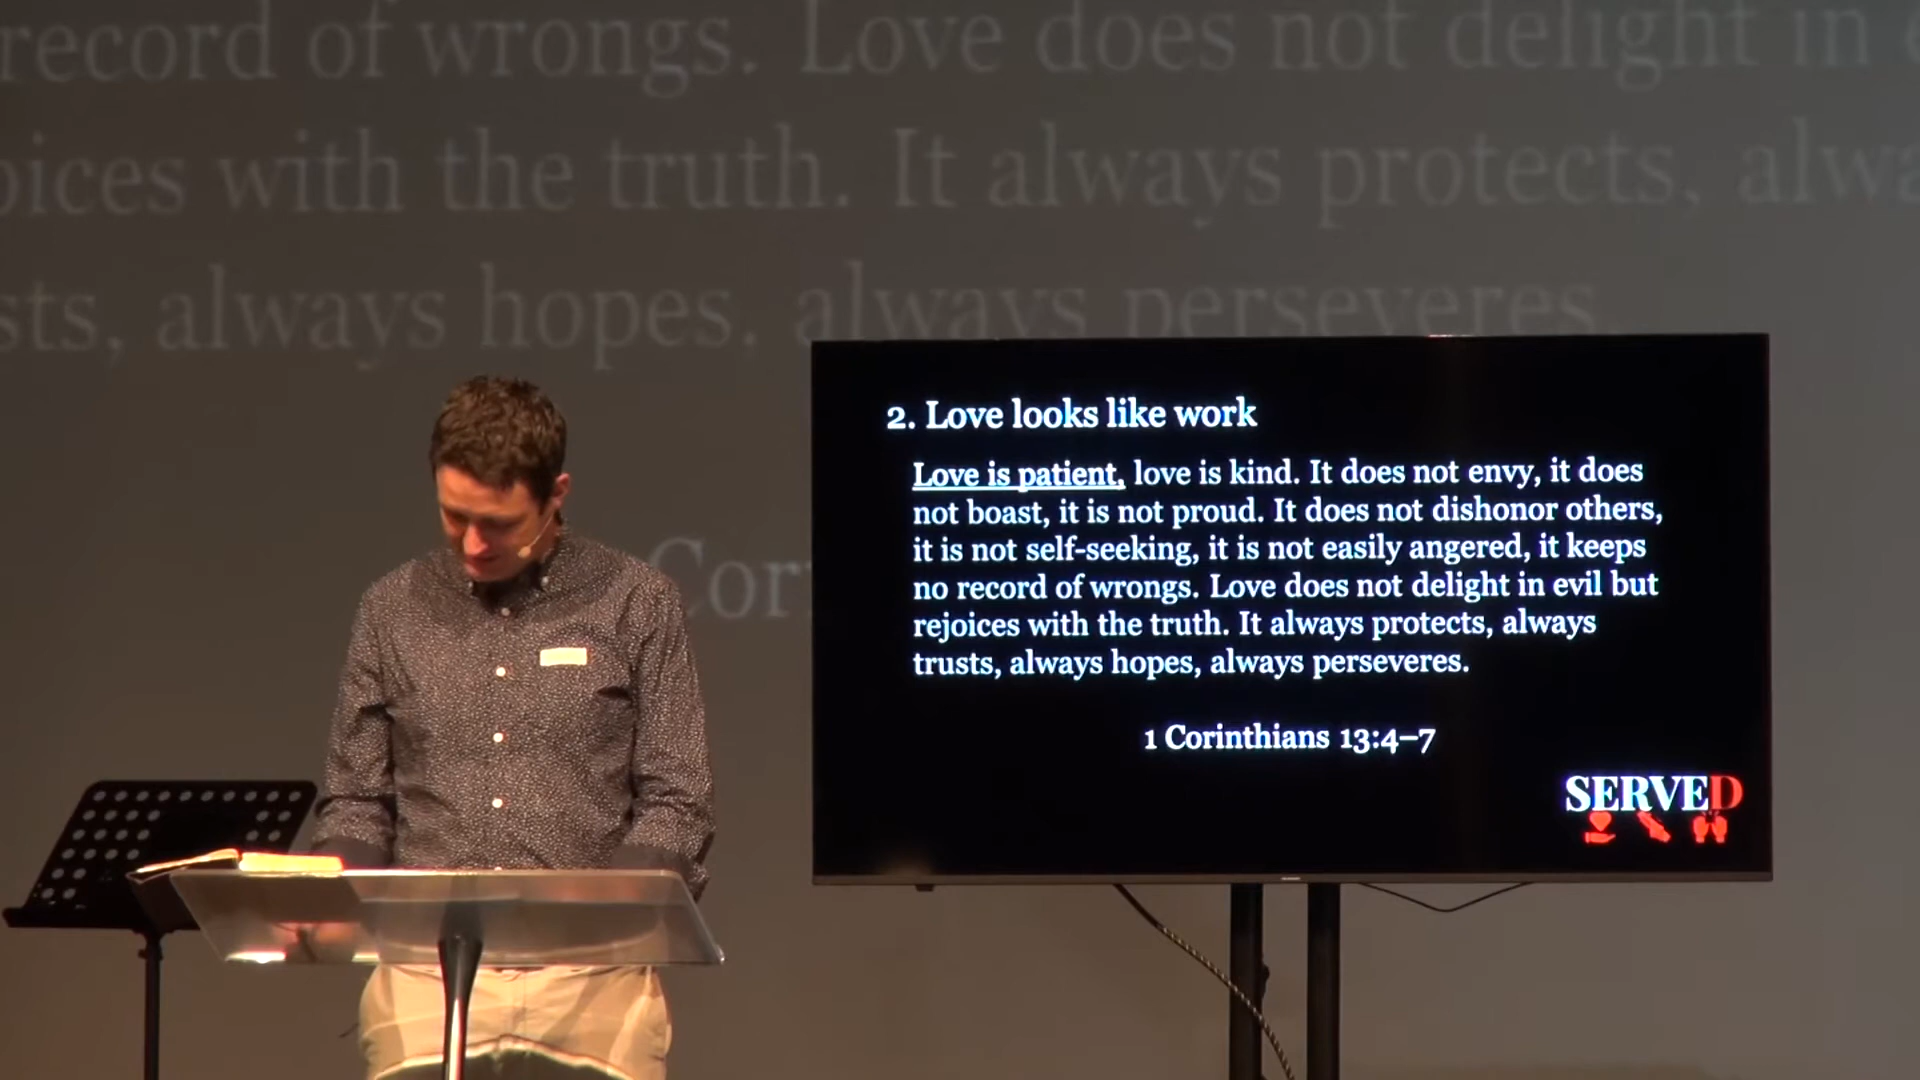 record of wrongs. Love does not delight in
oices with the truth. It always protects, alwa
sts, always hopes, always perseveres.
Cor
2. Love looks like work
Love is patient, love is kind. It does not envy, it does
not boast, it is not proud. It does not dishonor others,
it is not self-seeking, it is not easily angered, it keeps
no record of wrongs. Love does not delight in evil but
rejoices with the truth. It always protects, always
trusts, always hopes, always perseveres.
1 Corinthians 13:4–7
SERVED